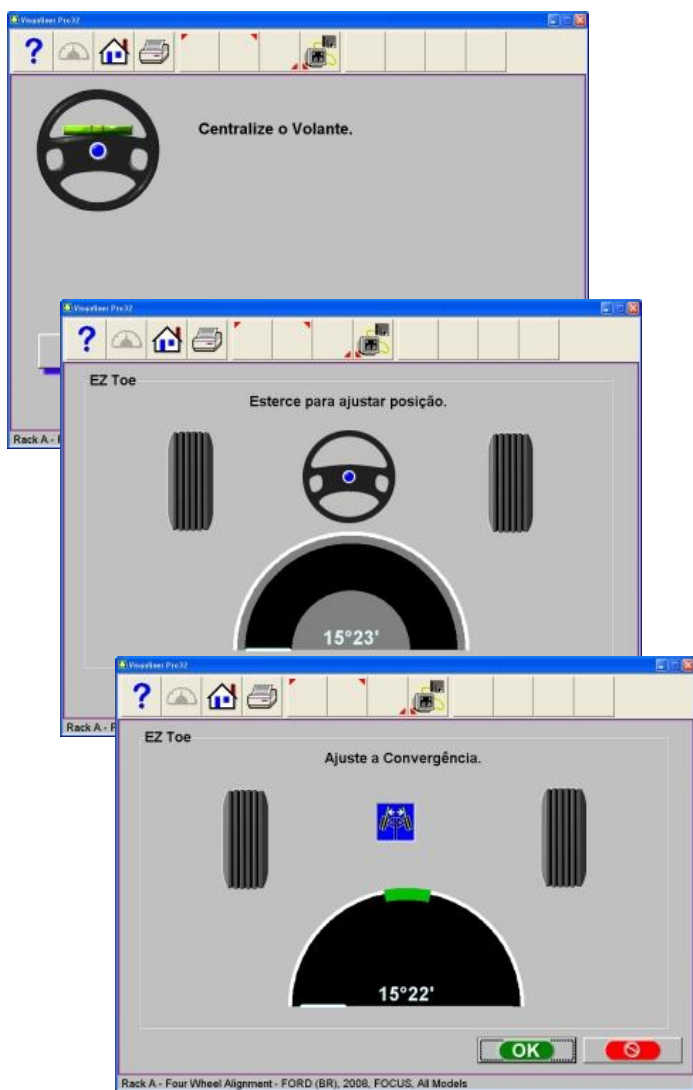 Visualiner Pro32
?
Centralize o Volante.
Rack A - F
Visualiner Pro32
?
EZ Toe
Esterce para ajustar posição.
15°23'
Rack A - F
Visualiner Pro32
?
EZ Toe
Ajuste a Convergência.
15°22'
OK
Rack A - Four Wheel Alignment - FORD (BR), 2008, FOCUS, All Models